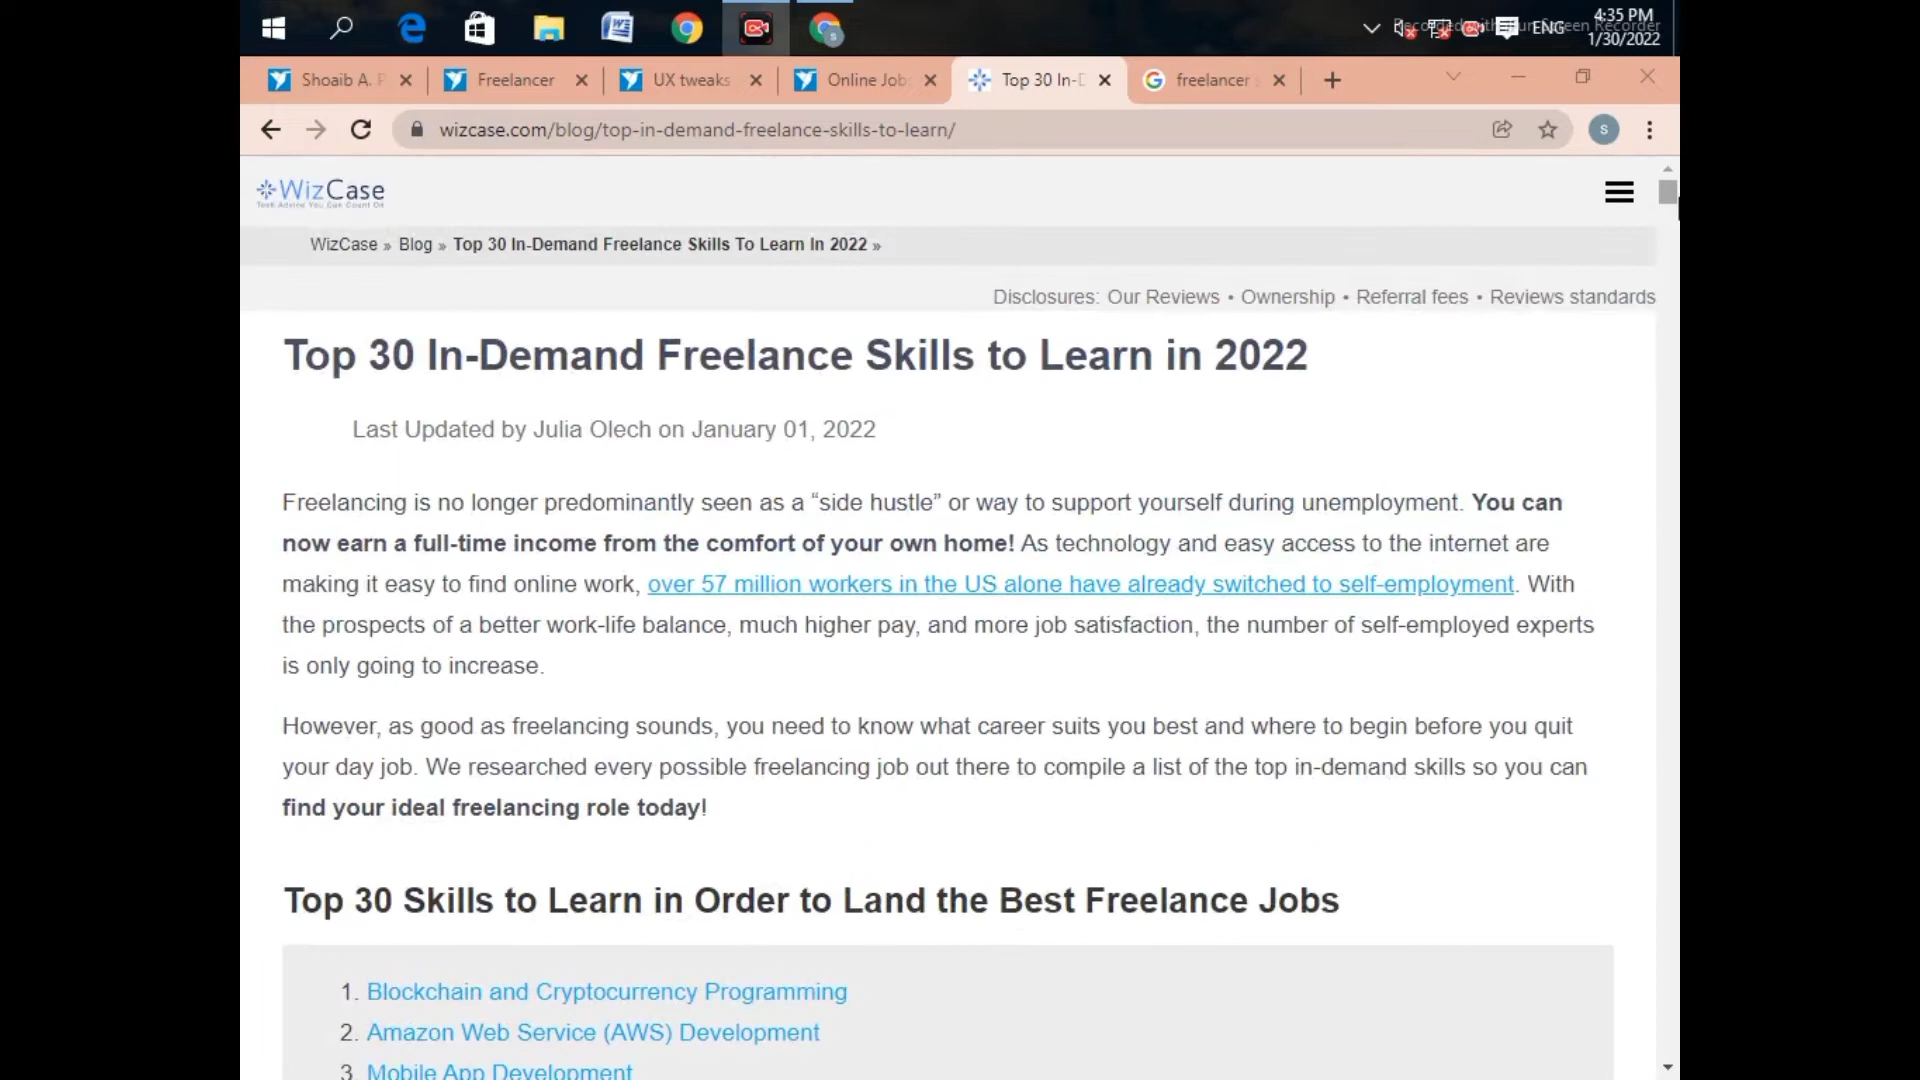 4:35 PM
ENG
1/30/2022
Shoaib A. P
Freelancer
UX tweaks
Online Job
Top 30 In-D
freelancer
wizcase.com/blog/top-in-demand-freelance-skills-to-learn/
S
WizCase
WizCase » Blog » Top 30 In-Demand Freelance Skills To Learn In 2022 »
Disclosures: Our Reviews • Ownership • Referral fees • Reviews standards
Top 30 In-Demand Freelance Skills to Learn in 2022
Last Updated by Julia Olech on January 01, 2022
Freelancing is no longer predominantly seen as a “side hustle” or way to support yourself during unemployment. You can
now earn a full-time income from the comfort of your own home! As technology and easy access to the internet are
making it easy to find online work, over 57 million workers in the US alone have already switched to self-employment. With
the prospects of a better work-life balance, much higher pay, and more job satisfaction, the number of self-employed experts
is only going to increase.
However, as good as freelancing sounds, you need to know what career suits you best and where to begin before you quit
your day job. We researched every possible freelancing job out there to compile a list of the top in-demand skills so you can
find your ideal freelancing role today!
Top 30 Skills to Learn in Order to Land the Best Freelance Jobs
1. Blockchain and Cryptocurrency Programming
2. Amazon Web Service (AWS) Development
3. Mobile App Development